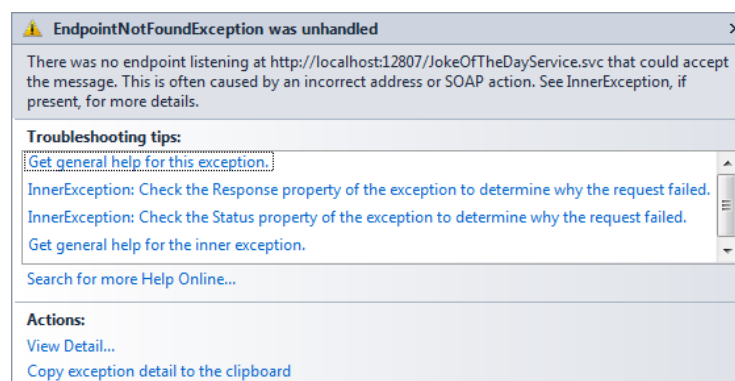 EndpointNotFoundException was unhandled
There was no endpoint listening at http://localhost:12807/JokeOfTheDayService.svc that could accept
the message. This is often caused by an incorrect address or SOAP action. See InnerException, if
present, for more details.
Troubleshooting tips:
Get general help for this exception.
InnerException: Check the Response property of the exception to determine why the request failed.
InnerException: Check the Status property of the exception to determine why the request failed.
Get general help for the inner exception.
Search for more Help Online...
Actions:
View Detail...
Copy exception detail to the clipboard